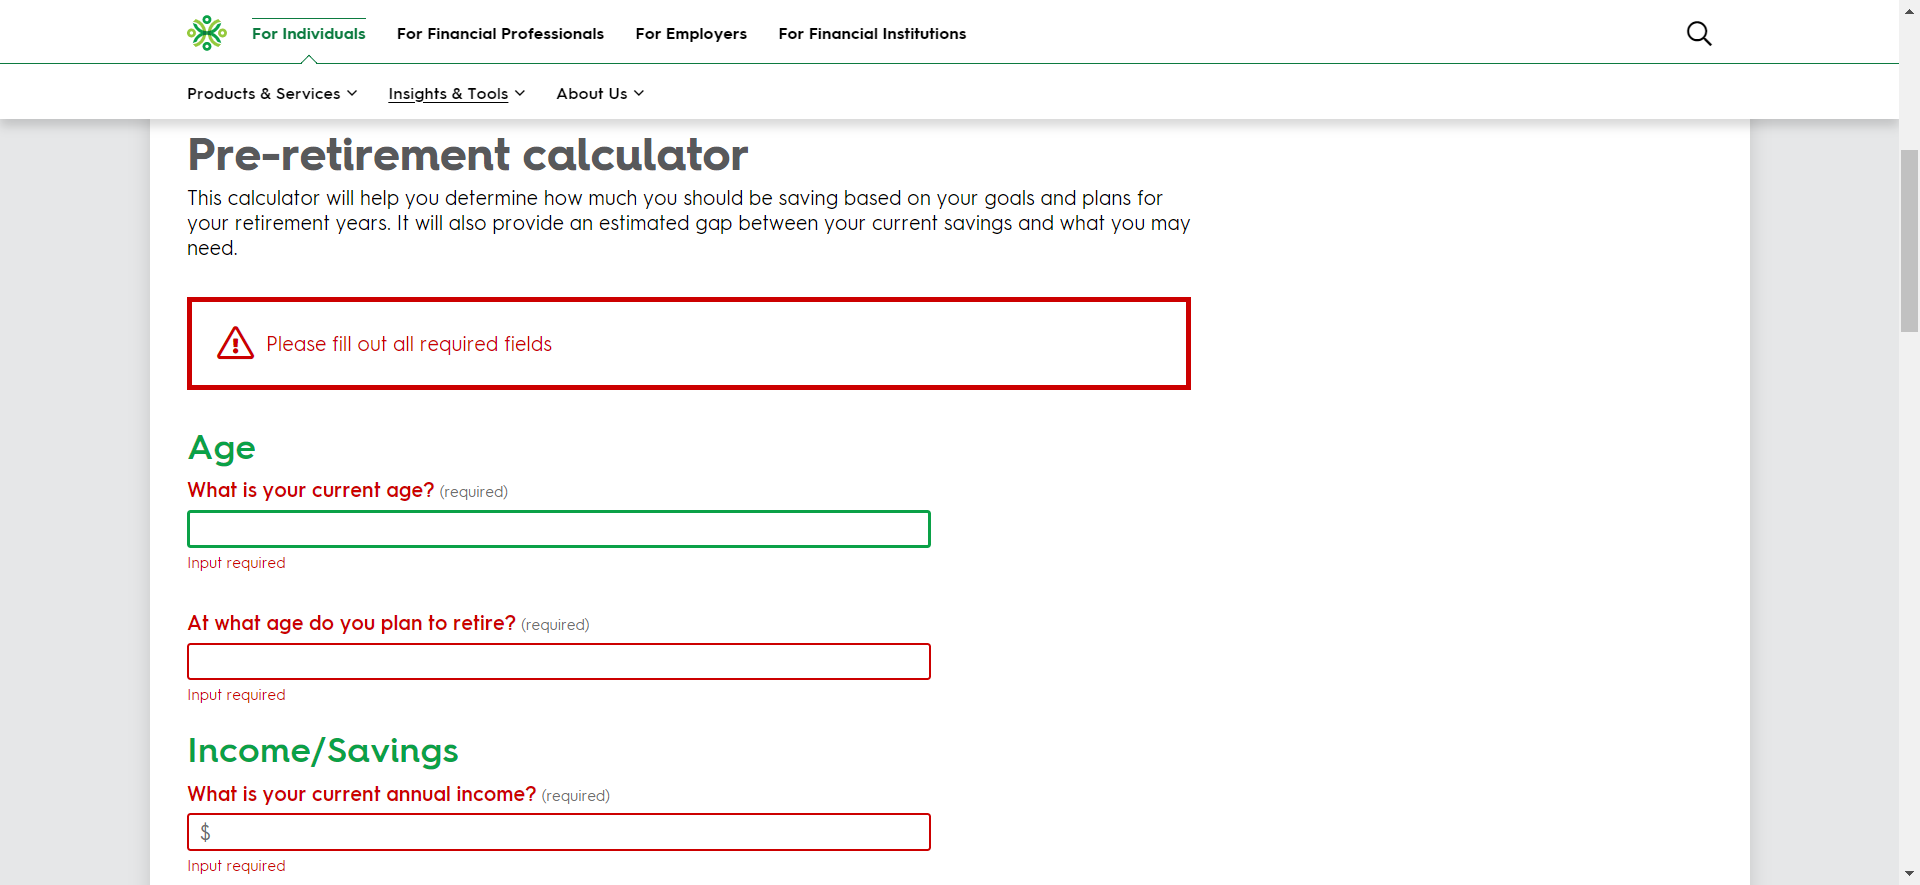 For Individuals For Financial Professionals For Employers For Financial Institutions
Products & Services Insights & Tools About Us
Pre-retirement calculator
This calculator will help you determine how much you should be saving based on your goals and plans for
your retirement years. It will also provide an estimated gap between your current savings and what you may
need.
Please fill out all required fields
Age
What is your current age? (required)
Input required
At what age do you plan to retire? (required)
Input required
Income/Savings
What is your current annual income? (required)
$
Input required